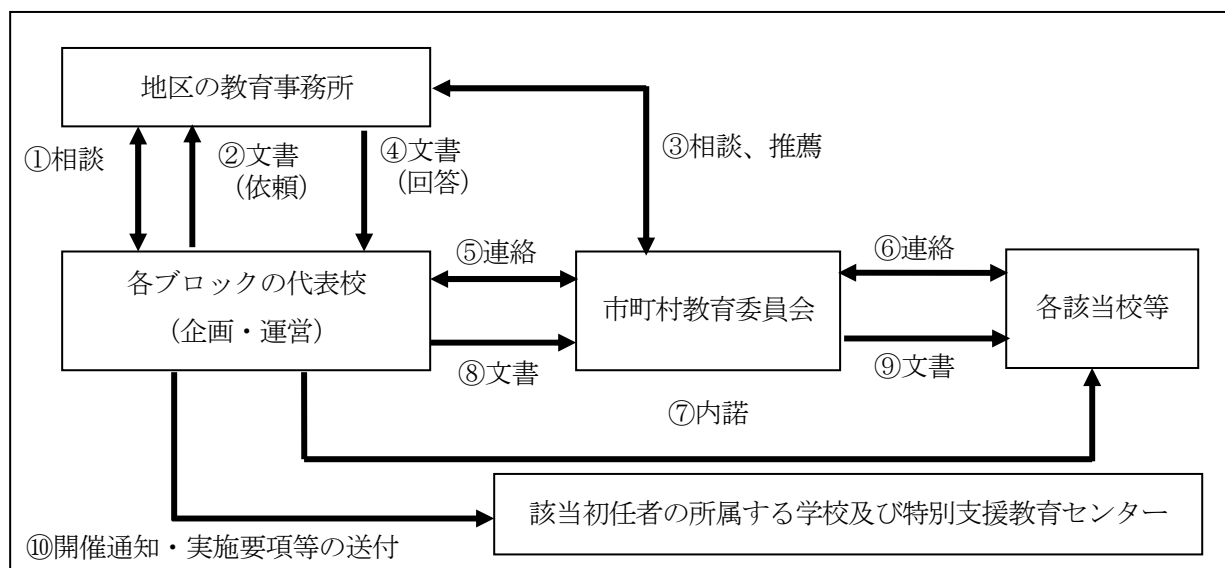 地区の教育事務所
①相談
②文書
(依頼)
④文書
(回答)
③相談、推薦
各ブロックの代表校
(企画・運営)
⑤連絡
市町村教育委員会
⑥連絡
各該当校等
⑧文書
⑨文書
⑦内諾
該当初任者の所属する学校及び特別支援教育センター
⑩開催通知・実施要項等の送付